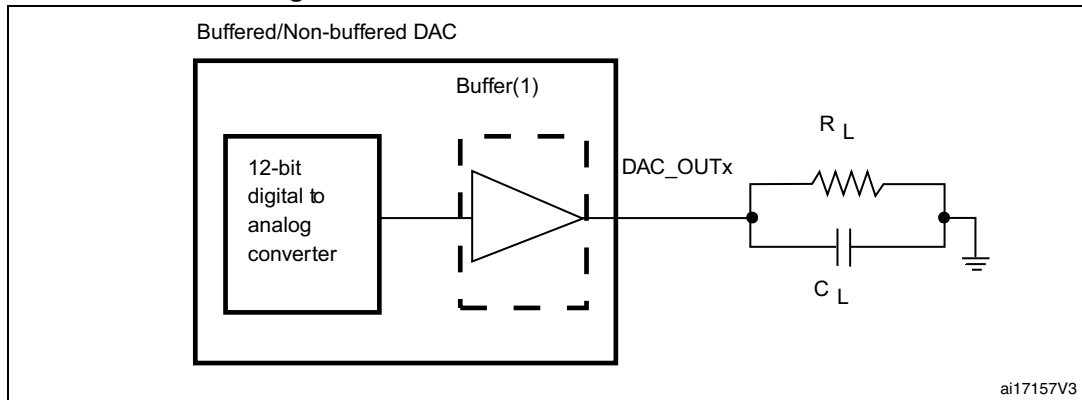 Buffered/Non-buffered DAC
Buffer(1)
12-bit
digital to
analog
converter
DAC_OUTx
R L
C L
ai17157V3